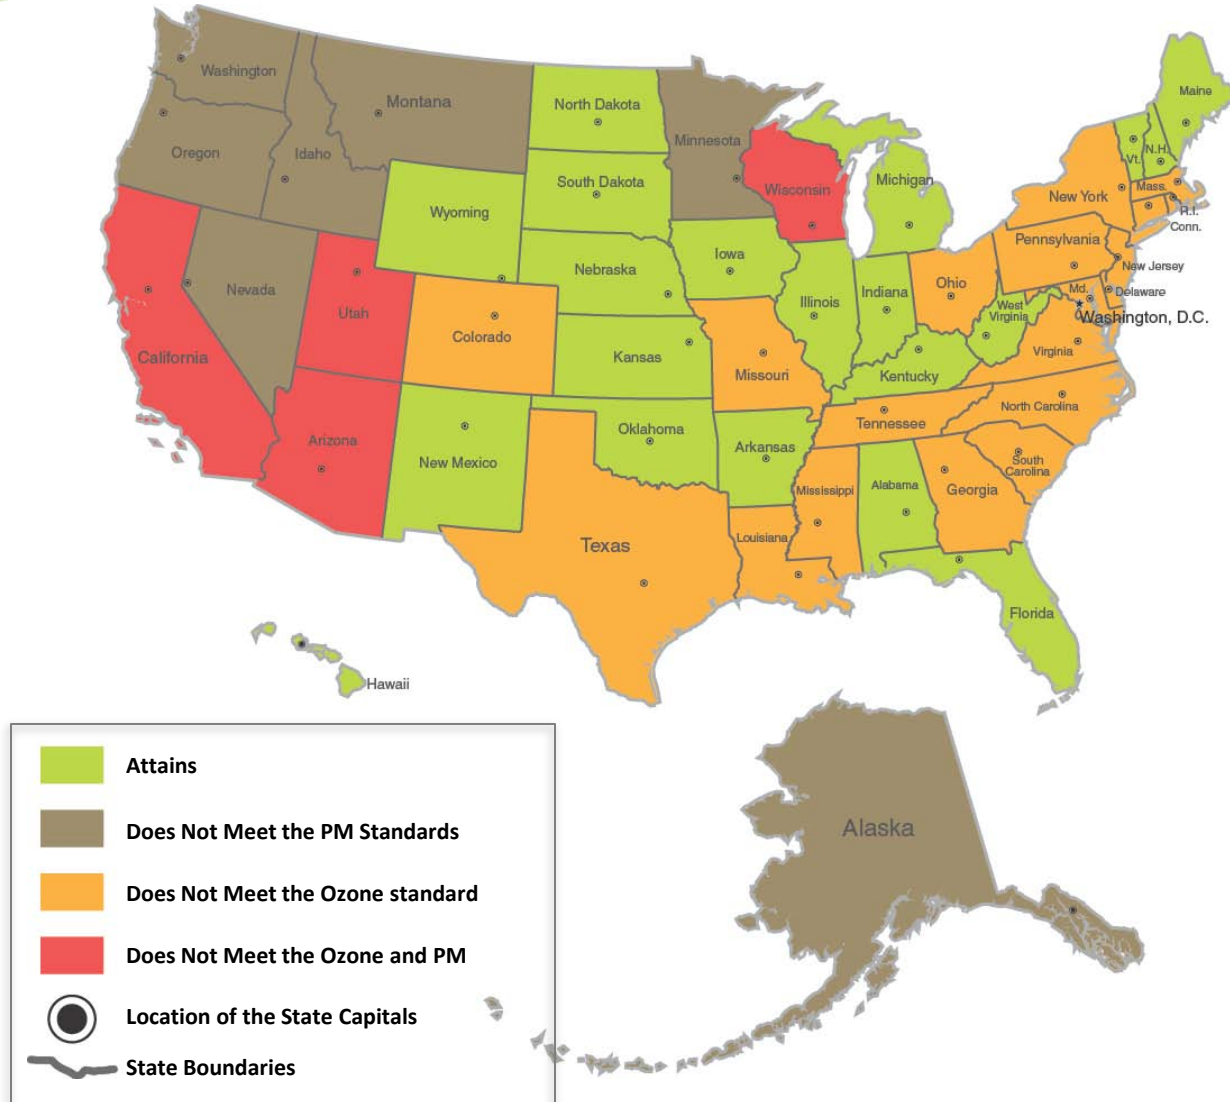 Washington
Montana
North Dakota
Minnesota
Maine
Oregon
Idaho
South Dakota
Wisconsin
Michigan
Vt.
N.H.
Wyoming
New York
Mass.
R.I.
Conn.
Nevada
Utah
Nebraska
Iowa
Pennsylvania
New Jersey
Illinois
Indiana
Ohio
Md.
Delaware
West
Virginia
Washington, D.C.
California
Colorado
Kansas
Missouri
Kentucky
Virginia
Arizona
New Mexico
Oklahoma
Arkansas
Tennessee
North Carolina
South
Carolina
Texas
Louisiana
Mississippi
Alabama
Georgia
Florida
Hawaii
Alaska
Attains
Does Not Meet the PM Standards
Does Not Meet the Ozone standard
Does Not Meet the Ozone and PM
Location of the State Capitals
State Boundaries